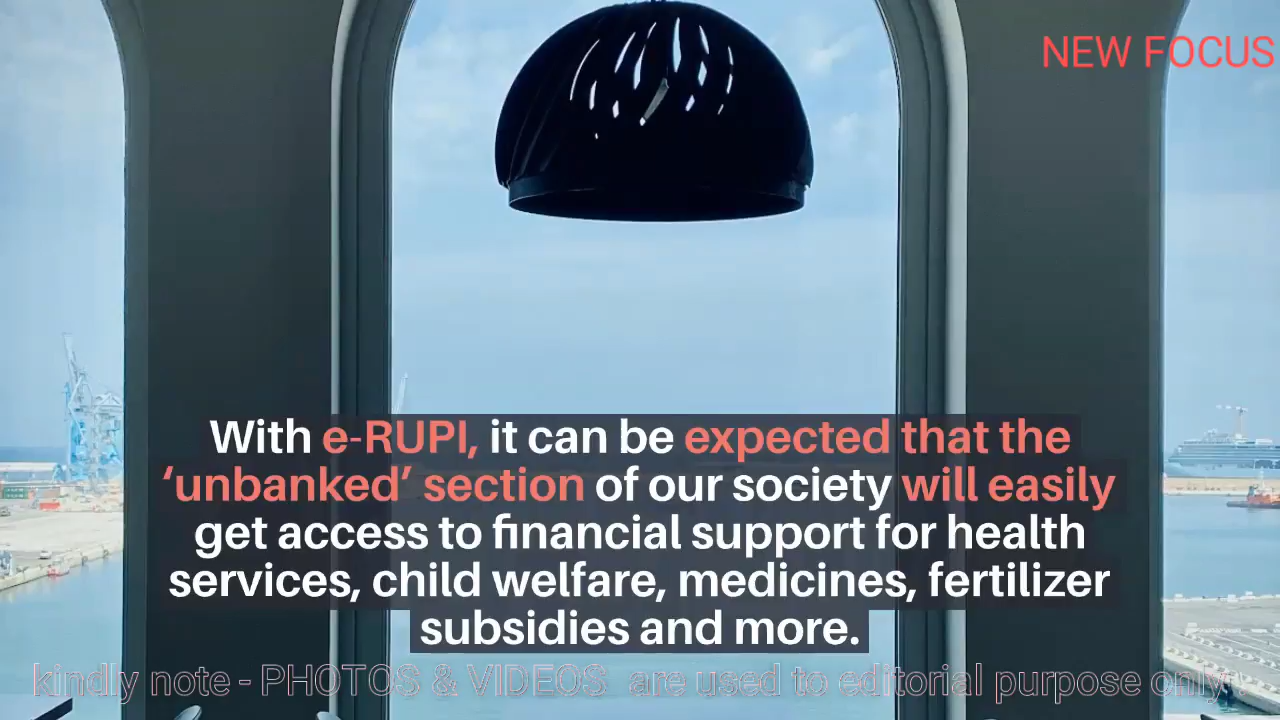 NEW FOCUS
With e-RUPI, it can be expected that the
‘unbanked’ section of our society will easily
get access to financial support for health
services, child welfare, medicines, fertilizer
subsidies and more.
kindly note - PHOTOS & VIDEOS are used to editorial purpose only.